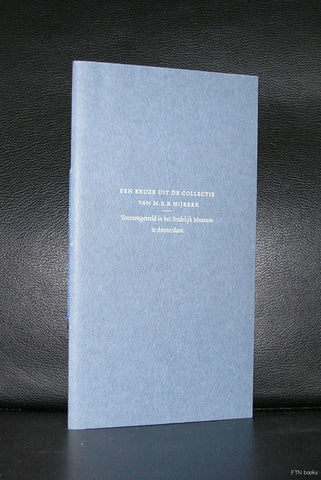 EEN KEUZE UIT DE COLLECTIE
VAN M.R.B. NIJKERK
Tentoongesteld in het Stedelijk Museum
te Amsterdam
FTN books